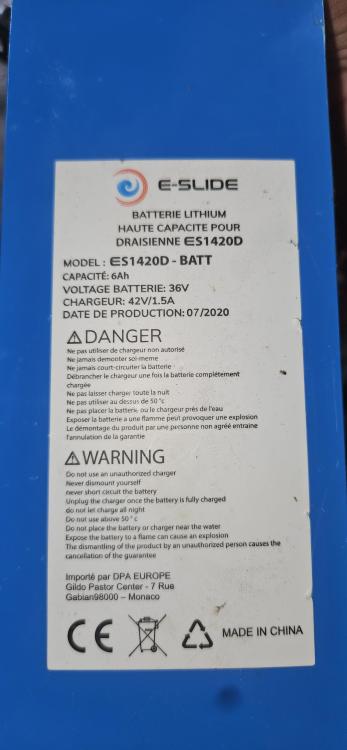 E-SLIDE
BATTERIE LITHIUM
HAUTE CAPACITE POUR
DRAISIENNE ES1420D
MODEL : ES1420D - BATT
CAPACITÉ: 6Ah
VOLTAGE BATTERIE: 36V
CHARGEUR: 42V/1.5A
DATE DE PRODUCTION: 07/2020
⚠DANGER
Ne pas utiliser de chargeur non autorisé
Ne jamais demonter soi-meme
Ne jamais court-circuiter la batterie
Débrancher le chargeur une fois la batterie complètement
chargée
Ne pas laisser charger toute la nuit
Ne pas utiliser au dessus de 50 °c
Ne pas placer la batterie ou le chargeur près de l'eau
Exposer la batterie a une flamme peut provoquer une explosion
Le démontage du produit par une personne non agréé entraine
l'annulation de la garantie
⚠WARNING
Do not use an unauthorized charger
Never dismount yourself
never short circuit the battery
Unplug the charger once the battery is fully charged
do not let charge all night
Do not use above 50 ° c
Do not place the battery or charger near the water
Expose the battery to a flame can cause an explosion
The dismantling of the product by an unauthorized person causes the
cancellation of the guarantee
Importé par DPA EUROPE
Gildo Pastor Center - 7 Rue
Gabian98000 – Monaco
CE
MADE IN CHINA